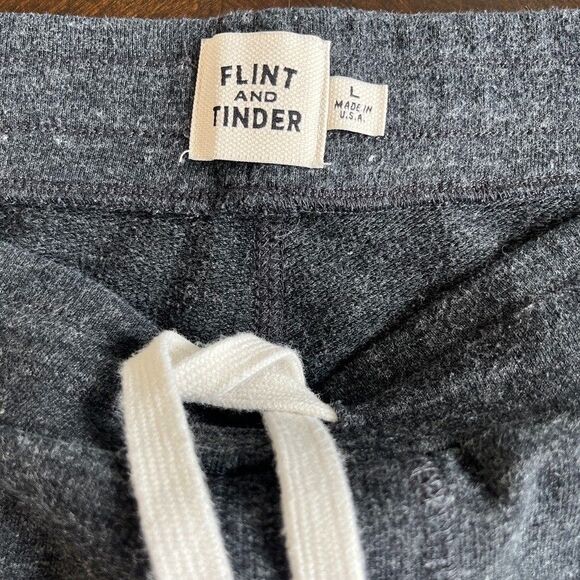 FLINT
AND
TINDER
L
MADE IN
U.S.A.